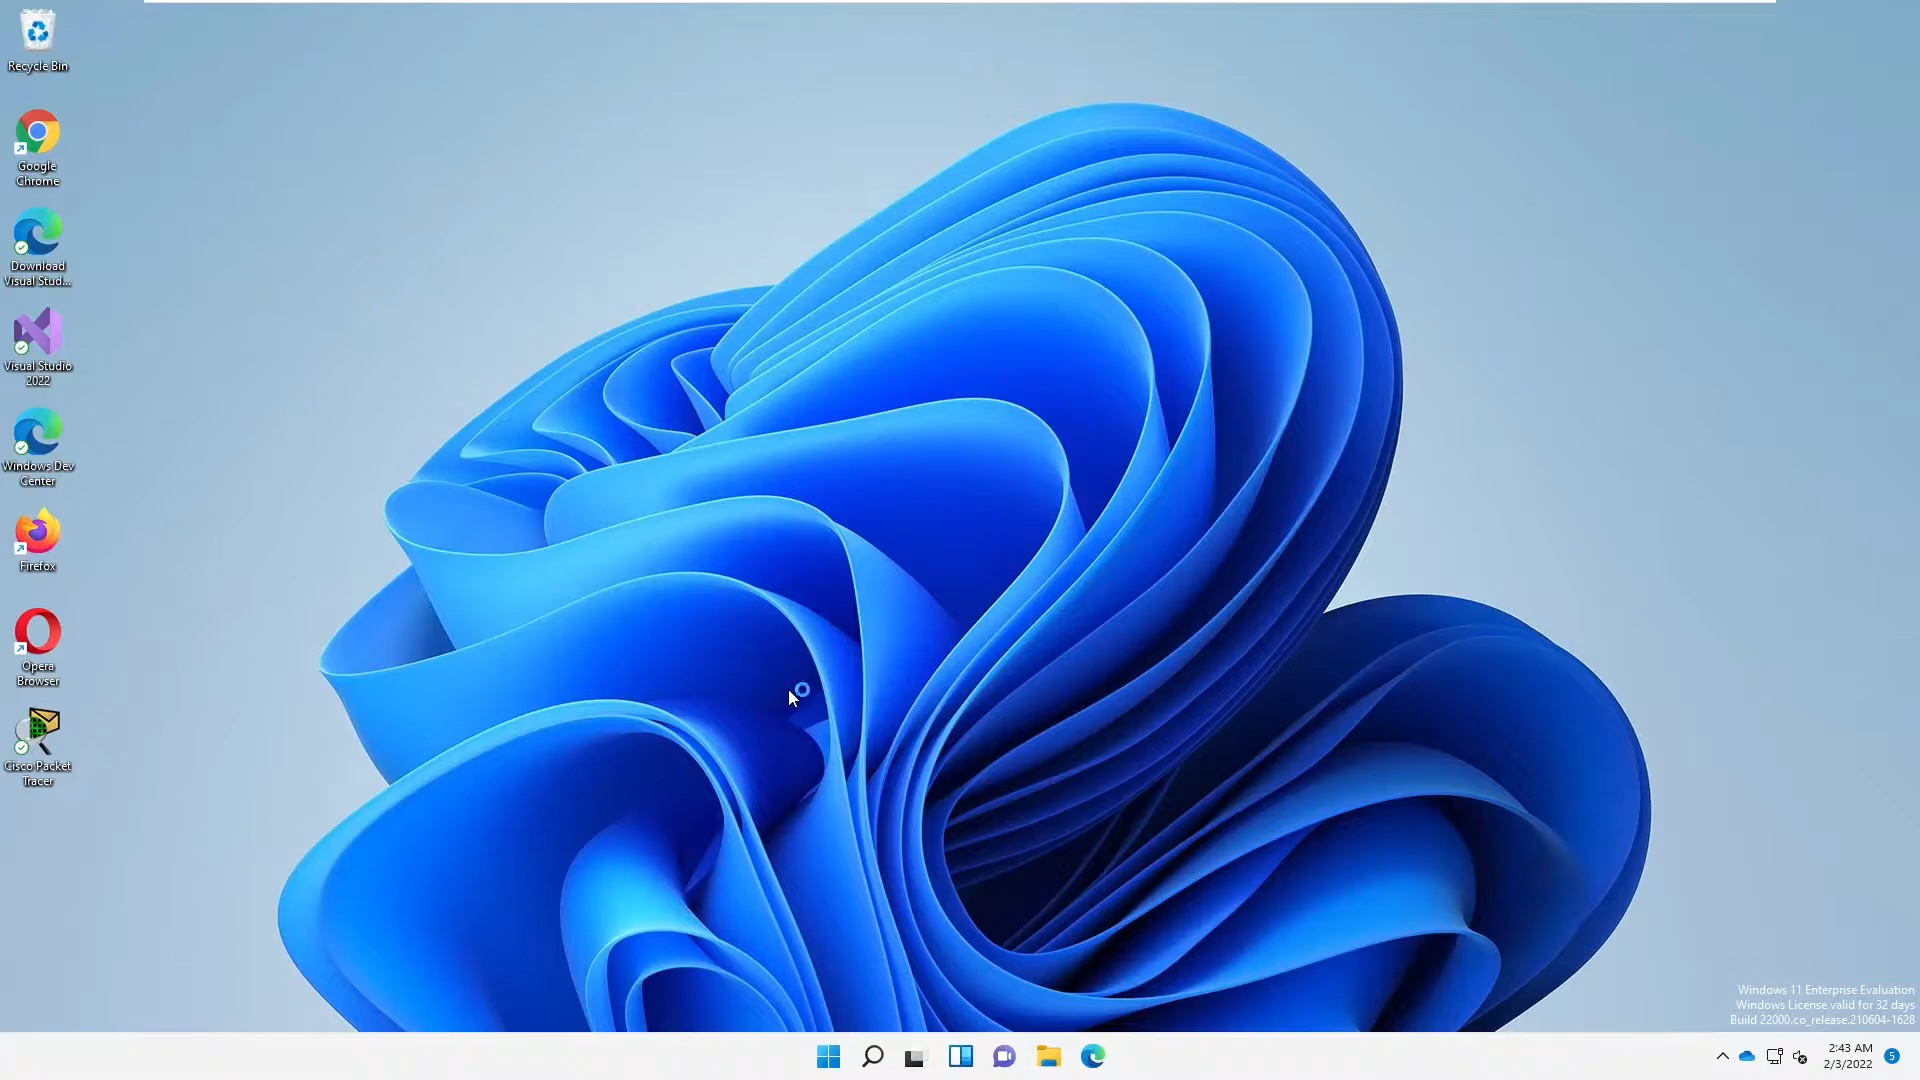 Recycle Bin
Google
Chrome
Download
Visual Stud...
Visual Studio
2022
Windows Dev
Center
Firefox
Opera
Browser
Cisco Packet
Tracer
Windows 11 Enterprise Evaluation
Windows License valid for 32 days
Build 22000.co_release.210604-1628
2:43 AM
2/3/2022
5